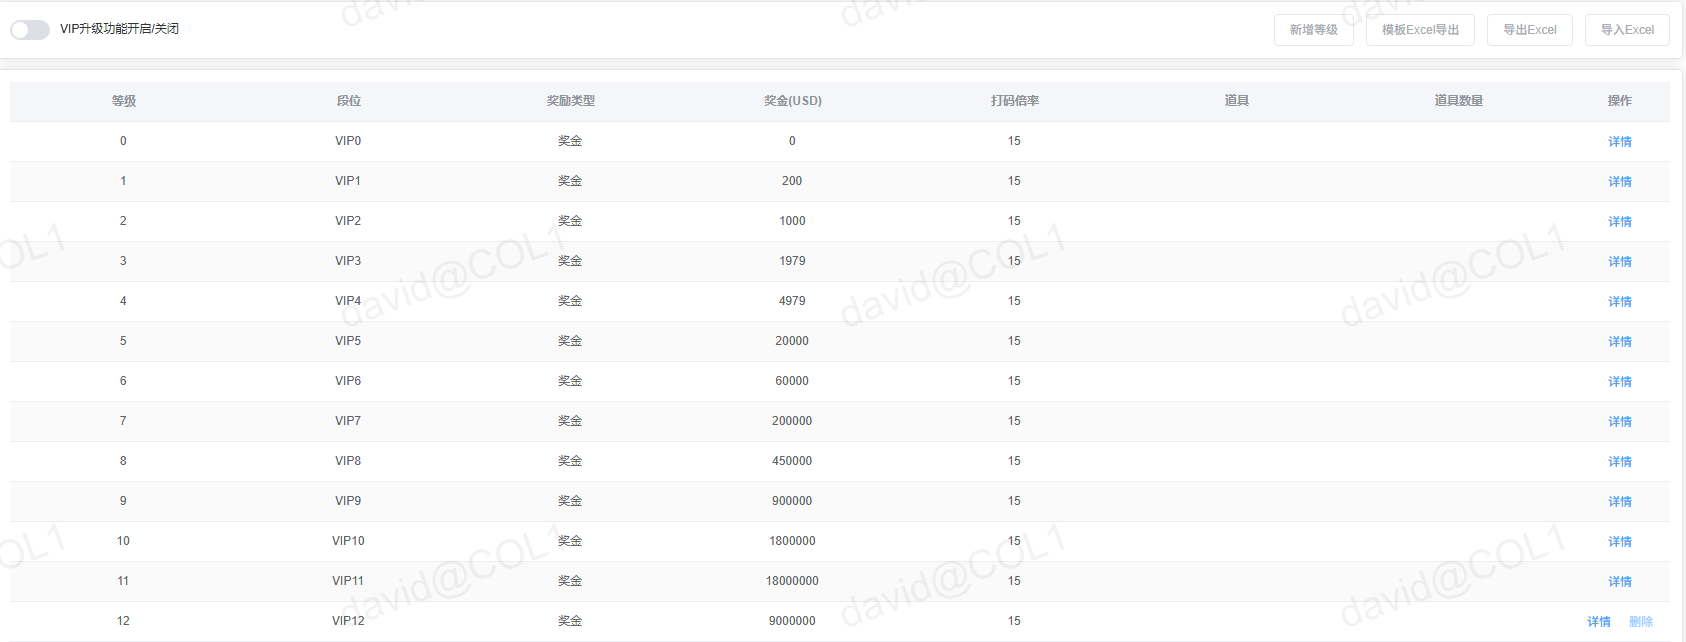 VIP升级功能开启/关闭 新增等级 模板Excel导出 导出Excel 导入Excel
等级 段位 奖励类型 奖金(USD) 打码倍率 道具 道具数量 操作
0 VIP0 奖金 0 15 详情
1 VIP1 奖金 200 15 详情
2 VIP2 奖金 1000 15 详情
3 VIP3 奖金 1979 15 详情
4 VIP4 奖金 4979 15 详情
5 VIP5 奖金 20000 15 详情
6 VIP6 奖金 60000 15 详情
7 VIP7 奖金 200000 15 详情
8 VIP8 奖金 450000 15 详情
9 VIP9 奖金 900000 15 详情
10 VIP10 奖金 1800000 15 详情
11 VIP11 奖金 18000000 15 详情
12 VIP12 奖金 9000000 15 详情 删除
david@COL1
david@COL1
david@COL1
david@COL1
david@COL1
david@COL1